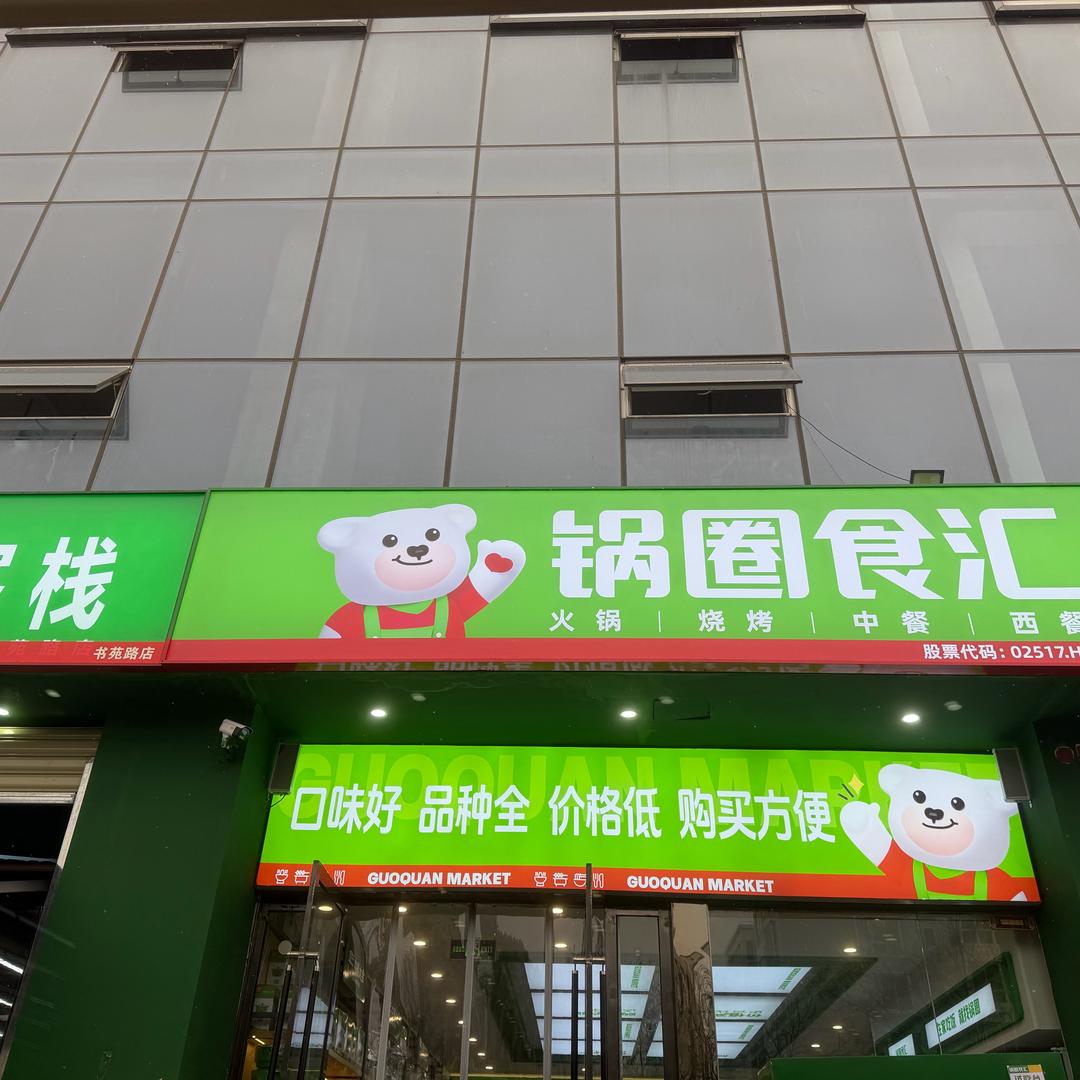 栈
书苑路店
锅圈食汇
火锅 | 烧烤 | 中餐 | 西餐
股票代码：02517.H
GUOQUAN MARKET
口味好 品种全 价格低 购买方便
GUOQUAN MARKET GUOQUAN MARKET